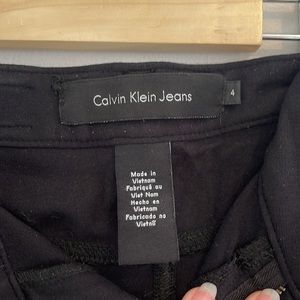 Calvin Klein Jeans
4
Made in
Vietnam
Fabriqué au
Viet Nam
Hecho en
Vietnam
Fabricado no
Vietnã